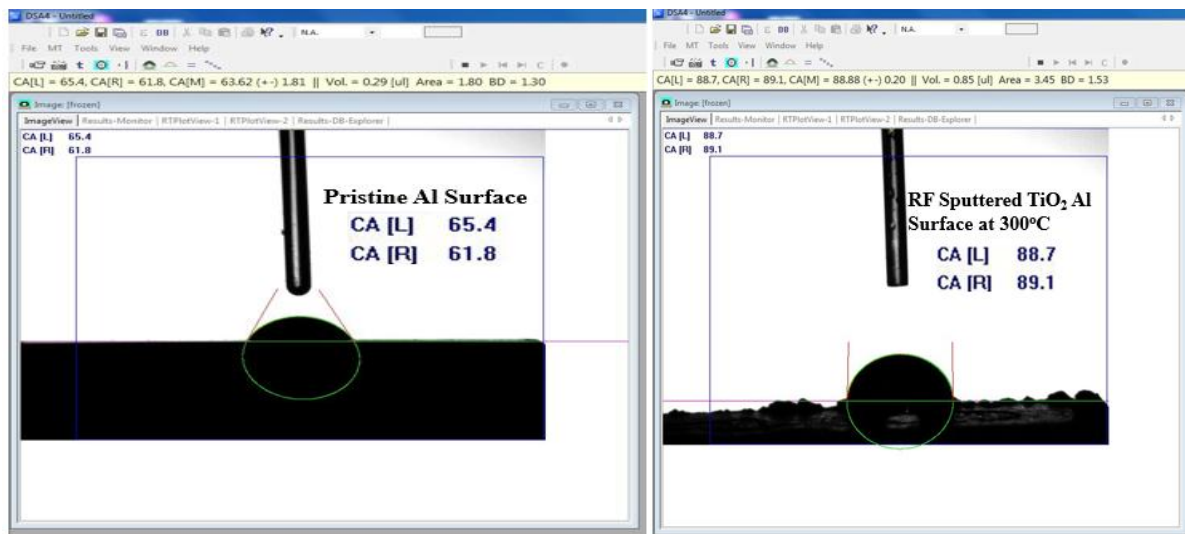 DSA4 - Untitled
N.A.
File MT Tools View Window Help
CA[L] = 65.4, CA[R] = 61.8, CA[M] = 63.62 (+-) 1.81 || Vol. = 0.29 [ul] Area = 1.80 BD = 1.30
Image: [frozen]
ImageView | Results-Monitor | RTPlotView-1 | RTPlotView-2 | Results-DB-Explorer |
CA [L] 65.4
CA [R] 61.8
Pristine Al Surface
CA [L] 65.4
CA [R] 61.8
DSA4 - Untitled
N.A.
File MT Tools View Window Help
CA[L] = 88.7, CA[R] = 89.1, CA[M] = 88.88 (+-) 0.20 || Vol. = 0.85 [ul] Area = 3.45 BD = 1.53
Image: [frozen]
ImageView | Results-Monitor | RTPlotView-1 | RTPlotView-2 | Results-DB-Explorer |
CA [L] 88.7
CA [R] 89.1
RF Sputtered TiO₂ Al
Surface at 300°C
CA [L] 88.7
CA [R] 89.1